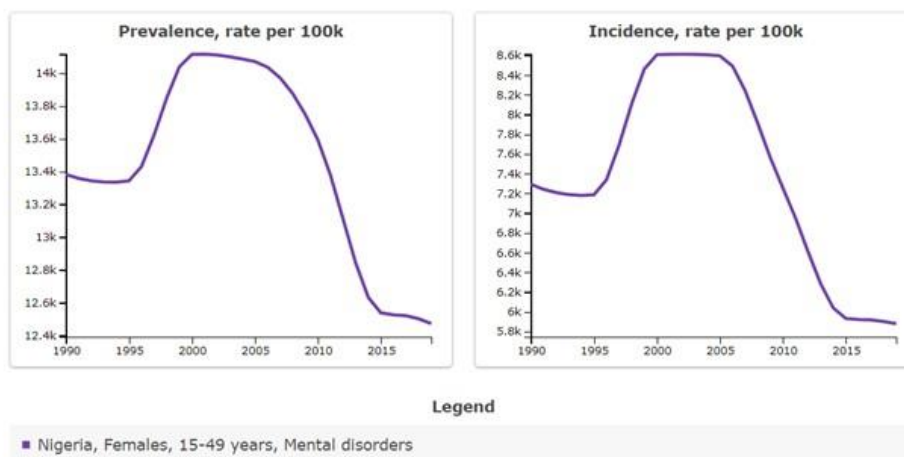 Prevalence, rate per 100k
14k
13.8k
13.6k
13.4k
13.2k
13k
12.8k
12.6k
12.4k
1990 1995 2000 2005 2010 2015
Incidence, rate per 100k
8.6k
8.4k
8.2k
8k
7.8k
7.6k
7.4k
7.2k
7k
6.8k
6.6k
6.4k
6.2k
6k
5.8k
1990 1995 2000 2005 2010 2015
Legend
Nigeria, Females, 15-49 years, Mental disorders